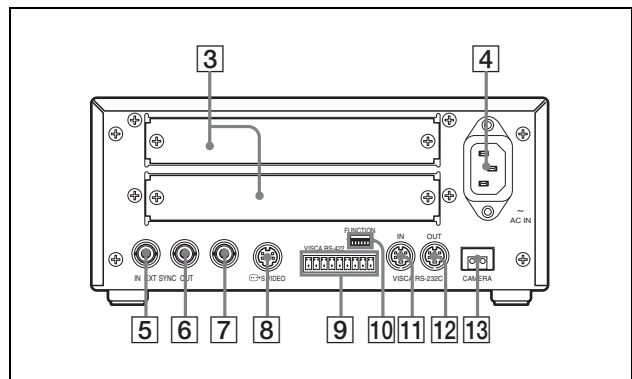 3
4
~
AC IN
FUNCTION
VISCA RS-422
IN
OUT
IN EXT SYNC OUT
S VIDEO
VISCA RS-232C
CAMERA
5
6
7
8
9
10
11
12
13